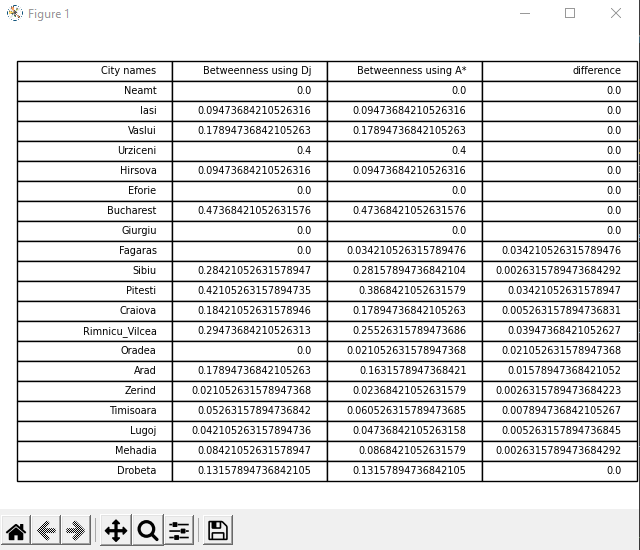 Figure 1
City names Betweenness using Dj Betweenness using A* difference
Neamt 0.0 0.0 0.0
Iasi 0.09473684210526316 0.09473684210526316 0.0
Vaslui 0.17894736842105263 0.17894736842105263 0.0
Urziceni 0.4 0.4 0.0
Hirsova 0.09473684210526316 0.09473684210526316 0.0
Eforie 0.0 0.0 0.0
Bucharest 0.47368421052631576 0.47368421052631576 0.0
Giurgiu 0.0 0.0 0.0
Fagaras 0.0 0.034210526315789476 0.034210526315789476
Sibiu 0.28421052631578947 0.28157894736842104 0.0026315789473684292
Pitesti 0.42105263157894735 0.3868421052631579 0.03421052631578947
Craiova 0.18421052631578946 0.17894736842105263 0.005263157894736831
Rimnicu_Vilcea 0.29473684210526313 0.25526315789473686 0.03947368421052627
Oradea 0.0 0.021052631578947368 0.021052631578947368
Arad 0.17894736842105263 0.1631578947368421 0.01578947368421052
Zerind 0.021052631578947368 0.02368421052631579 0.0026315789473684223
Timisoara 0.05263157894736842 0.060526315789473685 0.007894736842105267
Lugoj 0.042105263157894736 0.04736842105263158 0.005263157894736845
Mehadia 0.08421052631578947 0.0868421052631579 0.0026315789473684292
Drobeta 0.13157894736842105 0.13157894736842105 0.0